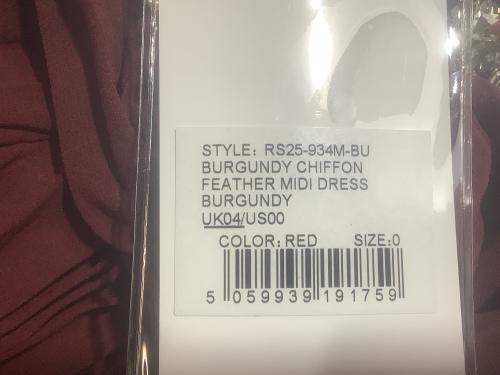 STYLE: RS25-934M-BU
BURGUNDY CHIFFON
FEATHER MIDI DRESS
BURGUNDY
UK04/US00
COLOR: RED SIZE:0
5 059939 191759